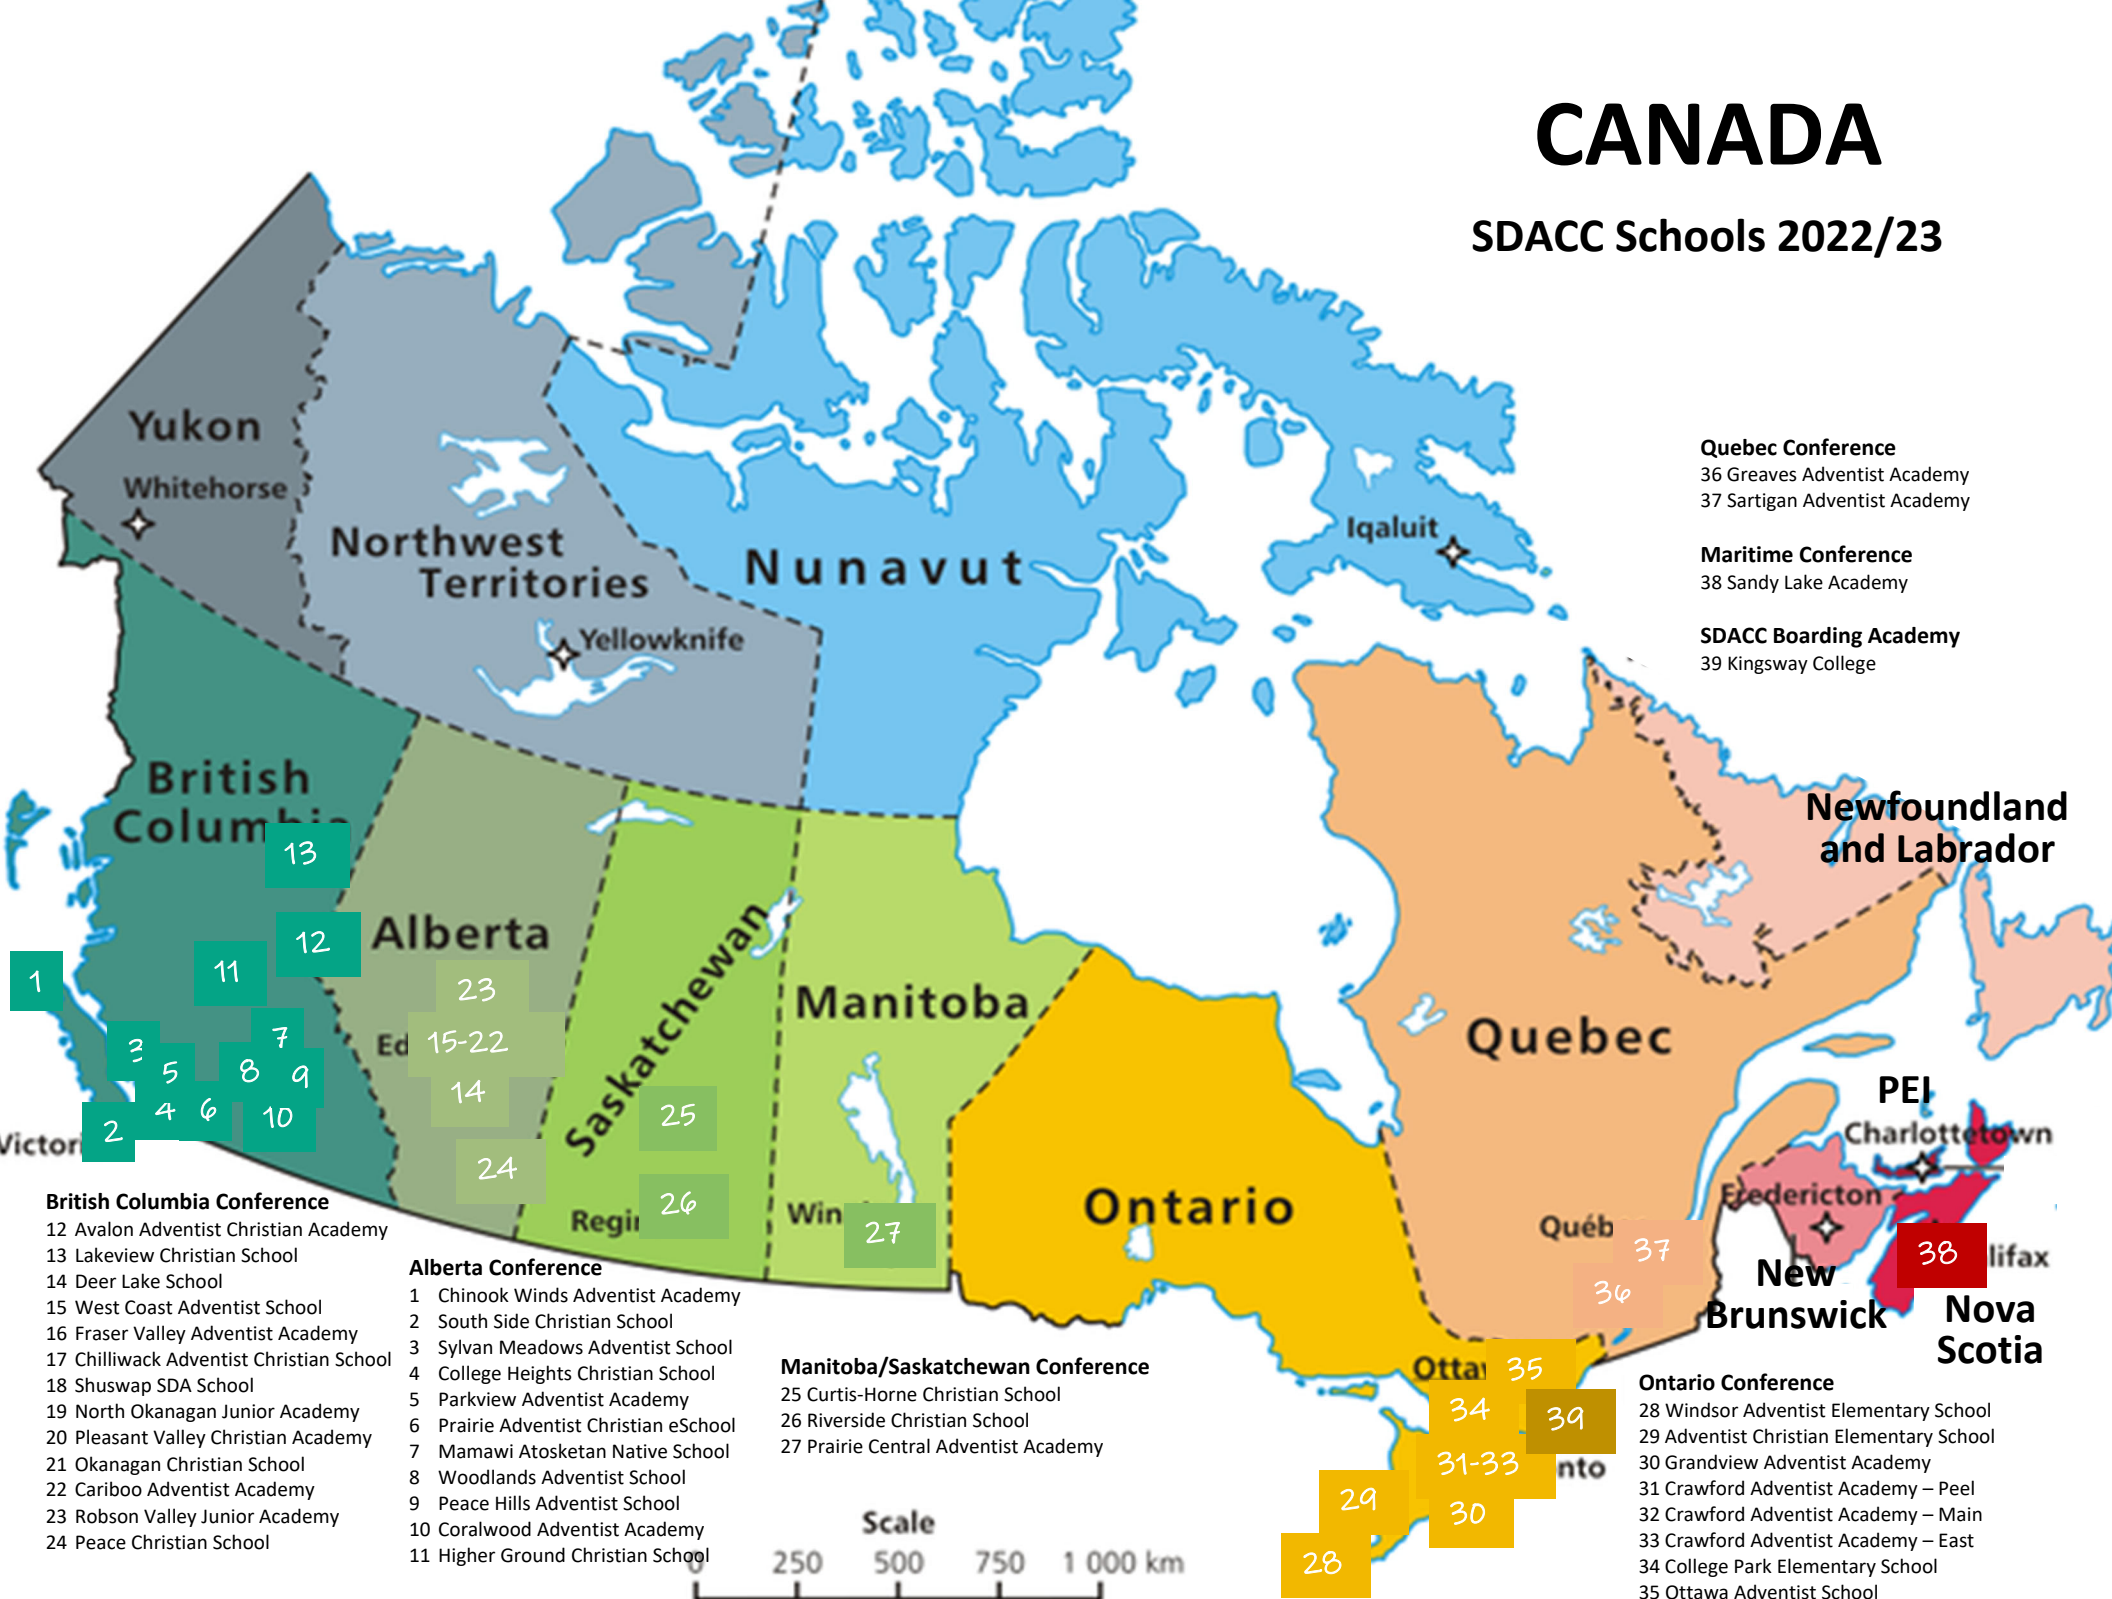 CANADA
SDACC Schools 2022/23
Yukon
Whitehorse
Northwest
Territories
Yellowknife
Nunavut
Iqaluit
Quebec Conference
36 Greaves Adventist Academy
37 Sartigan Adventist Academy
Maritime Conference
38 Sandy Lake Academy
SDACC Boarding Academy
39 Kingsway College
British
Columbia
Alberta
Saskatchewan
Manitoba
Ontario
Quebec
Newfoundland
and Labrador
PEI
Charlottetown
Fredericton
New
Brunswick
Nova
Scotia
13
12
11
1
3
7
5
8
9
4
6
10
2
Victori
23
Ed
15-22
14
24
25
Regi
26
Win
27
Québ
37
36
38
lifax
Otta
35
34
39
31-33
nto
29
30
28
British Columbia Conference
12 Avalon Adventist Christian Academy
13 Lakeview Christian School
14 Deer Lake School
15 West Coast Adventist School
16 Fraser Valley Adventist Academy
17 Chilliwack Adventist Christian School
18 Shuswap SDA School
19 North Okanagan Junior Academy
20 Pleasant Valley Christian Academy
21 Okanagan Christian School
22 Cariboo Adventist Academy
23 Robson Valley Junior Academy
24 Peace Christian School
Alberta Conference
1 Chinook Winds Adventist Academy
2 South Side Christian School
3 Sylvan Meadows Adventist School
4 College Heights Christian School
5 Parkview Adventist Academy
6 Prairie Adventist Christian eSchool
7 Mamawi Atosketan Native School
8 Woodlands Adventist School
9 Peace Hills Adventist School
10 Coralwood Adventist Academy
11 Higher Ground Christian School
Manitoba/Saskatchewan Conference
25 Curtis-Horne Christian School
26 Riverside Christian School
27 Prairie Central Adventist Academy
Scale
0 250 500 750 1 000 km
Ontario Conference
28 Windsor Adventist Elementary School
29 Adventist Christian Elementary School
30 Grandview Adventist Academy
31 Crawford Adventist Academy – Peel
32 Crawford Adventist Academy – Main
33 Crawford Adventist Academy – East
34 College Park Elementary School
35 Ottawa Adventist School